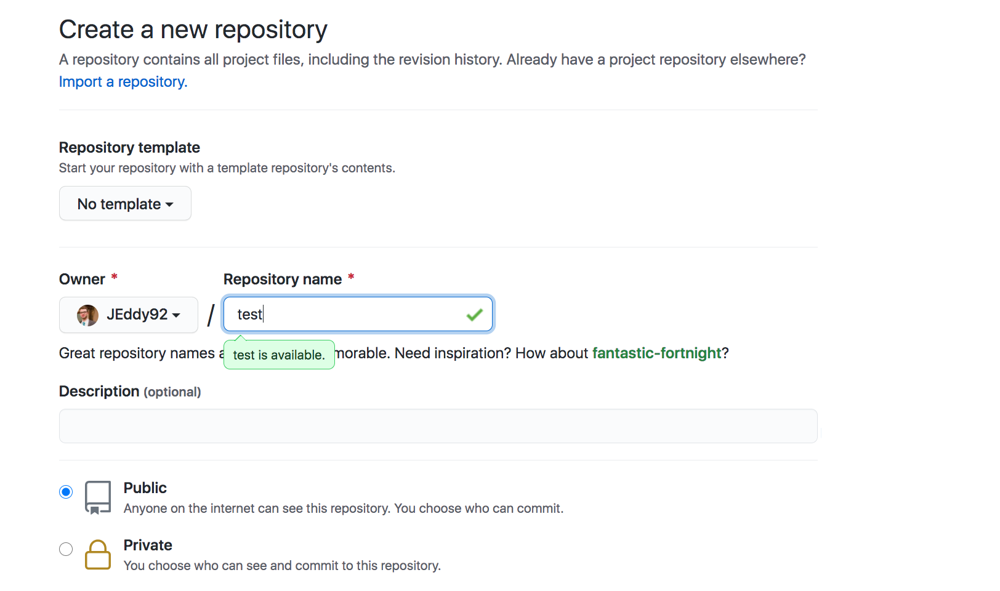 Create a new repository
A repository contains all project files, including the revision history. Already have a project repository elsewhere?
Import a repository.
Repository template
Start your repository with a template repository's contents.
No template
Owner * Repository name *
JEddy92 / test
Great repository names test is available. Need inspiration? How about fantastic-fortnight?
Description (optional)
Public
Anyone on the internet can see this repository. You choose who can commit.
Private
You choose who can see and commit to this repository.